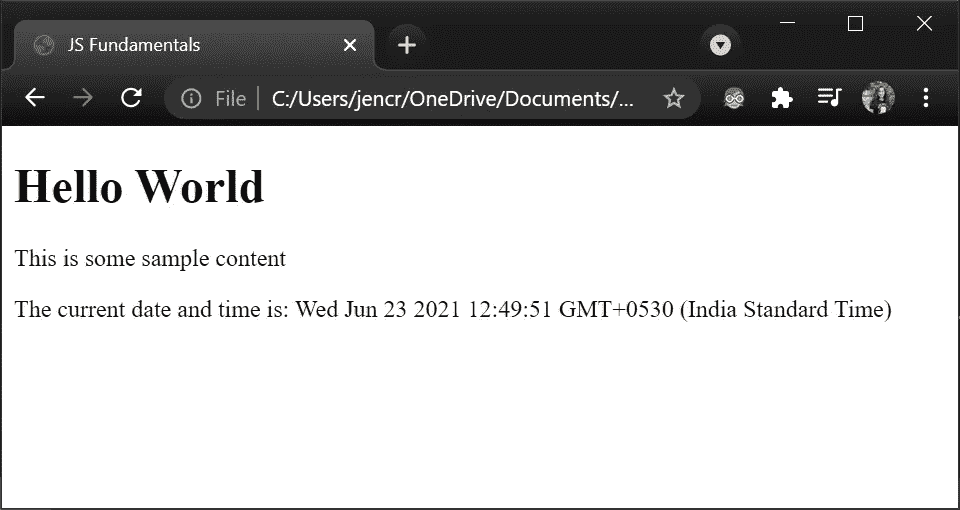 JS Fundamentals
File | C:/Users/jencr/OneDrive/Documents/...
Hello World
This is some sample content
The current date and time is: Wed Jun 23 2021 12:49:51 GMT+0530 (India Standard Time)